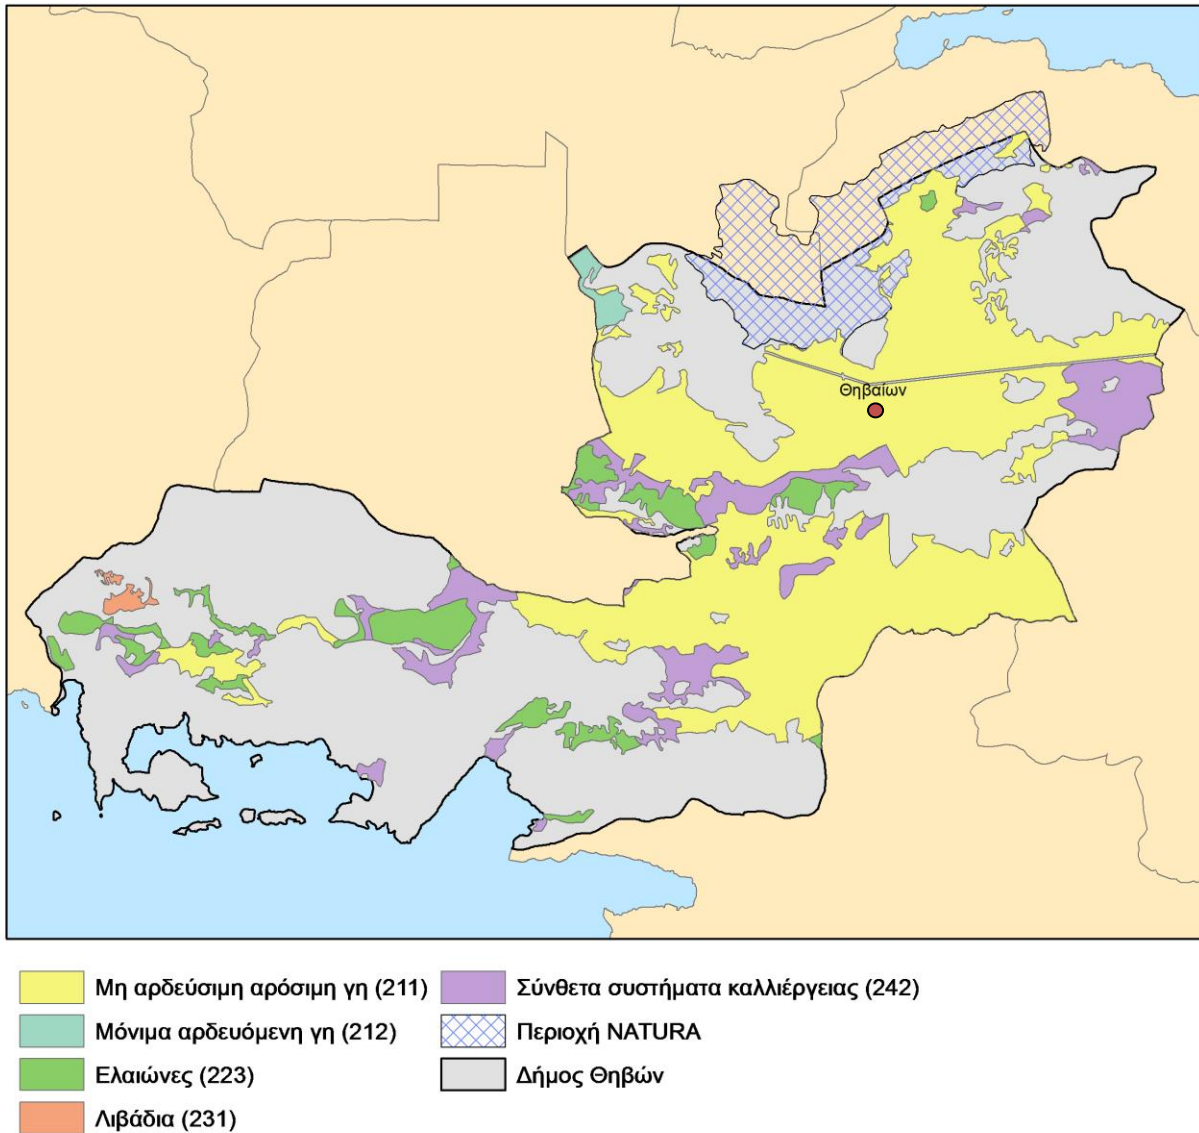 Θηβαίων
Μη αρδεύσιμη αρόσιμη γη (211)
Μόνιμα αρδευόμενη γη (212)
Ελαιώνες (223)
Λιβάδια (231)
Σύνθετα συστήματα καλλιέργειας (242)
Περιοχή NATURA
Δήμος Θηβών